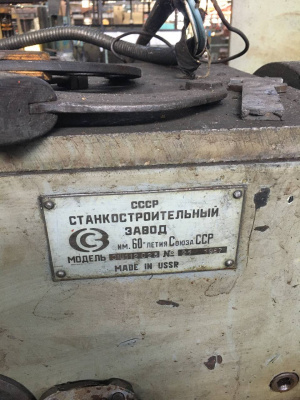 СССР
СТАНКОСТРОИТЕЛЬНЫЙ
ЗАВОД
ИМ. 60-ЛЕТИЯ СОЮЗА ССР
МОДЕЛЬ №
MADE IN USSR